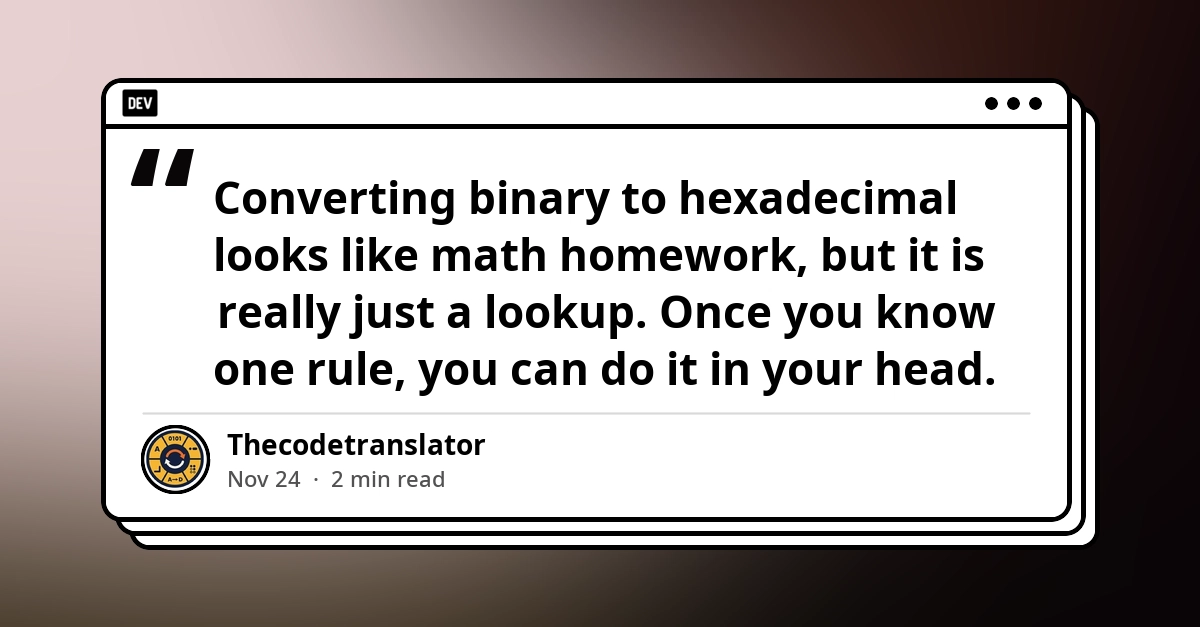 DEV
“
Converting binary to hexadecimal
looks like math homework, but it is
really just a lookup. Once you know
one rule, you can do it in your head.
Thecodetranslator
Nov 24 · 2 min read
0101
A
A→D